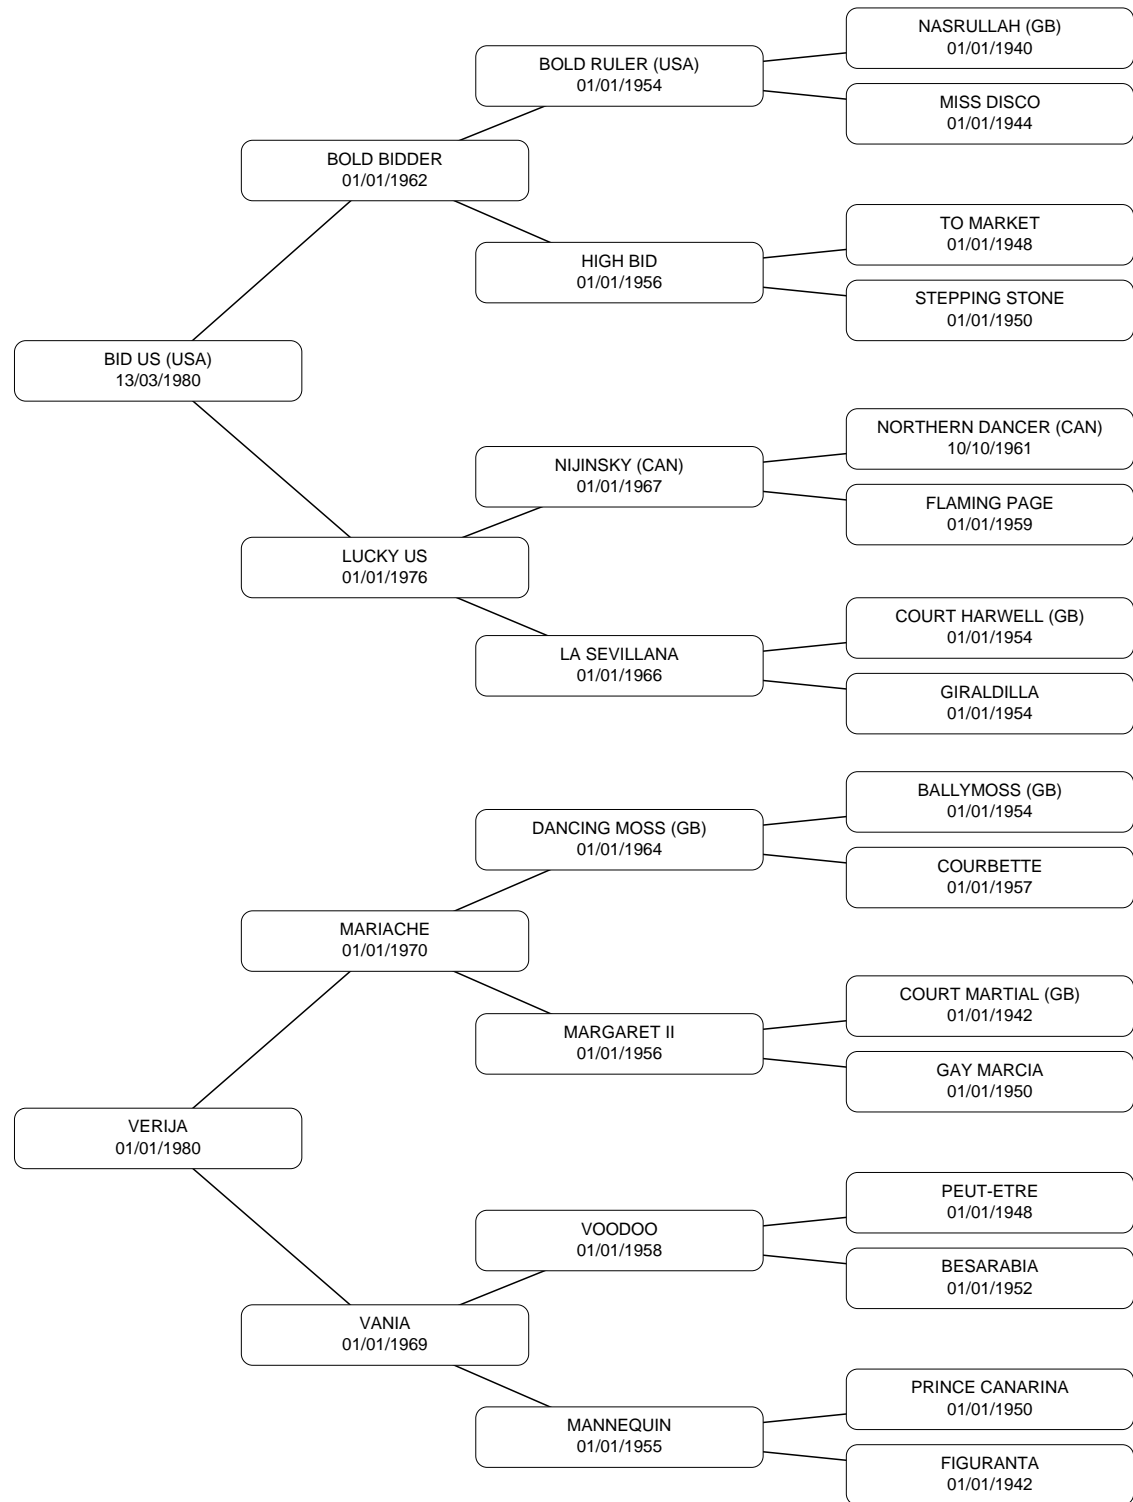 NASRULLAH (GB)
01/01/1940
BOLD RULER (USA)
01/01/1954
MISS DISCO
01/01/1944
BOLD BIDDER
01/01/1962
TO MARKET
01/01/1948
HIGH BID
01/01/1956
STEPPING STONE
01/01/1950
BID US (USA)
13/03/1980
NORTHERN DANCER (CAN)
10/10/1961
NIJINSKY (CAN)
01/01/1967
FLAMING PAGE
01/01/1959
LUCKY US
01/01/1976
COURT HARWELL (GB)
01/01/1954
LA SEVILLANA
01/01/1966
GIRALDILLA
01/01/1954
BALLYMOSS (GB)
01/01/1954
DANCING MOSS (GB)
01/01/1964
COURBETTE
01/01/1957
MARIACHE
01/01/1970
COURT MARTIAL (GB)
01/01/1942
MARGARET II
01/01/1956
GAY MARCIA
01/01/1950
VERIJA
01/01/1980
PEUT-ETRE
01/01/1948
VOODOO
01/01/1958
BESARABIA
01/01/1952
VANIA
01/01/1969
PRINCE CANARINA
01/01/1950
MANNEQUIN
01/01/1955
FIGURANTA
01/01/1942